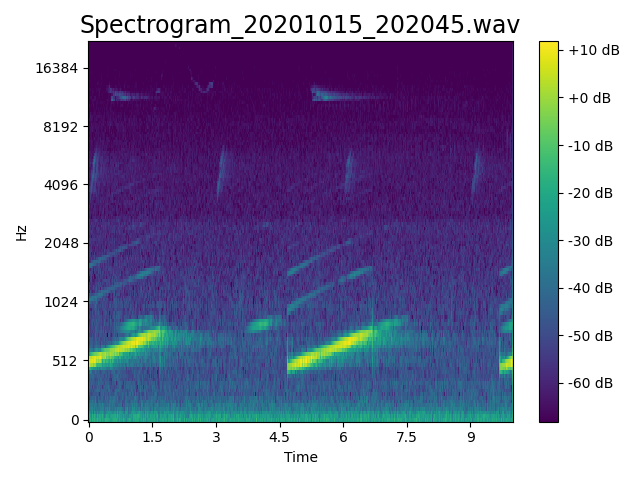 Spectrogram_20201015_202045.wav
16384
8192
4096
2048
1024
512
0
Hz
0 1.5 3 4.5 6 7.5 9
Time
+10 dB
+0 dB
-10 dB
-20 dB
-30 dB
-40 dB
-50 dB
-60 dB